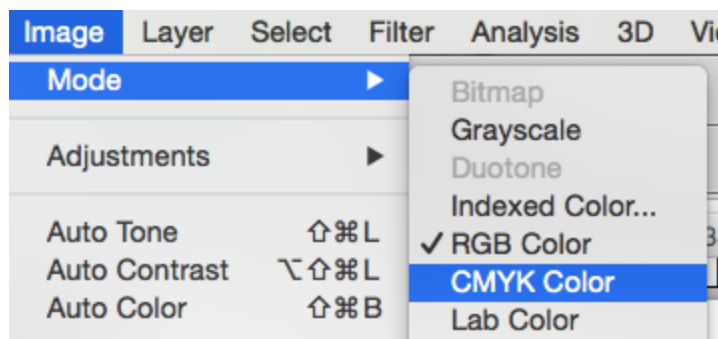 Image Layer Select Filter Analysis 3D
Mode ▶
Adjustments ▶
Auto Tone ⇧⌘L
Auto Contrast ⌥⇧⌘L
Auto Color ⇧⌘B
Bitmap
Grayscale
Duotone
Indexed Color...
✓ RGB Color
CMYK Color
Lab Color